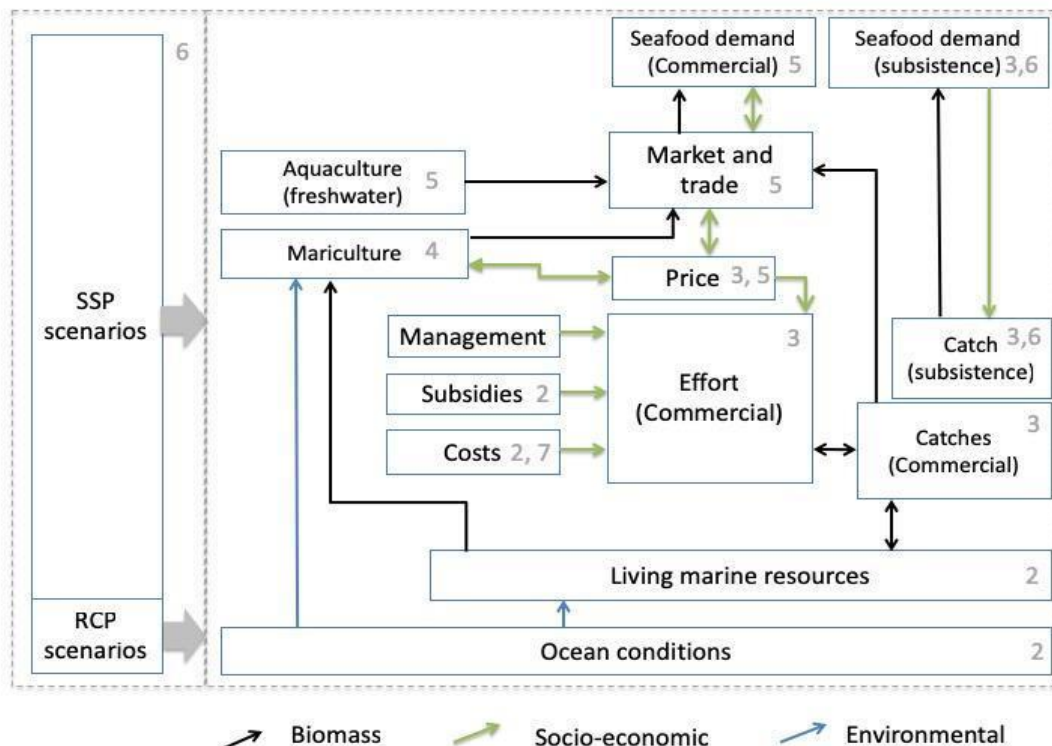 6
SSP
scenarios
RCP
scenarios
Seafood demand
(Commercial) 5
Seafood demand
(subsistence) 3,6
Aquaculture
(freshwater) 5
Market and
trade 5
Mariculture 4
Price 3, 5
Management
Subsidies 2
Costs 2, 7
3
Effort
(Commercial)
3,6
Catch
(subsistence)
3
Catches
(Commercial)
Living marine resources 2
Ocean conditions 2
Biomass
Socio-economic
Environmental